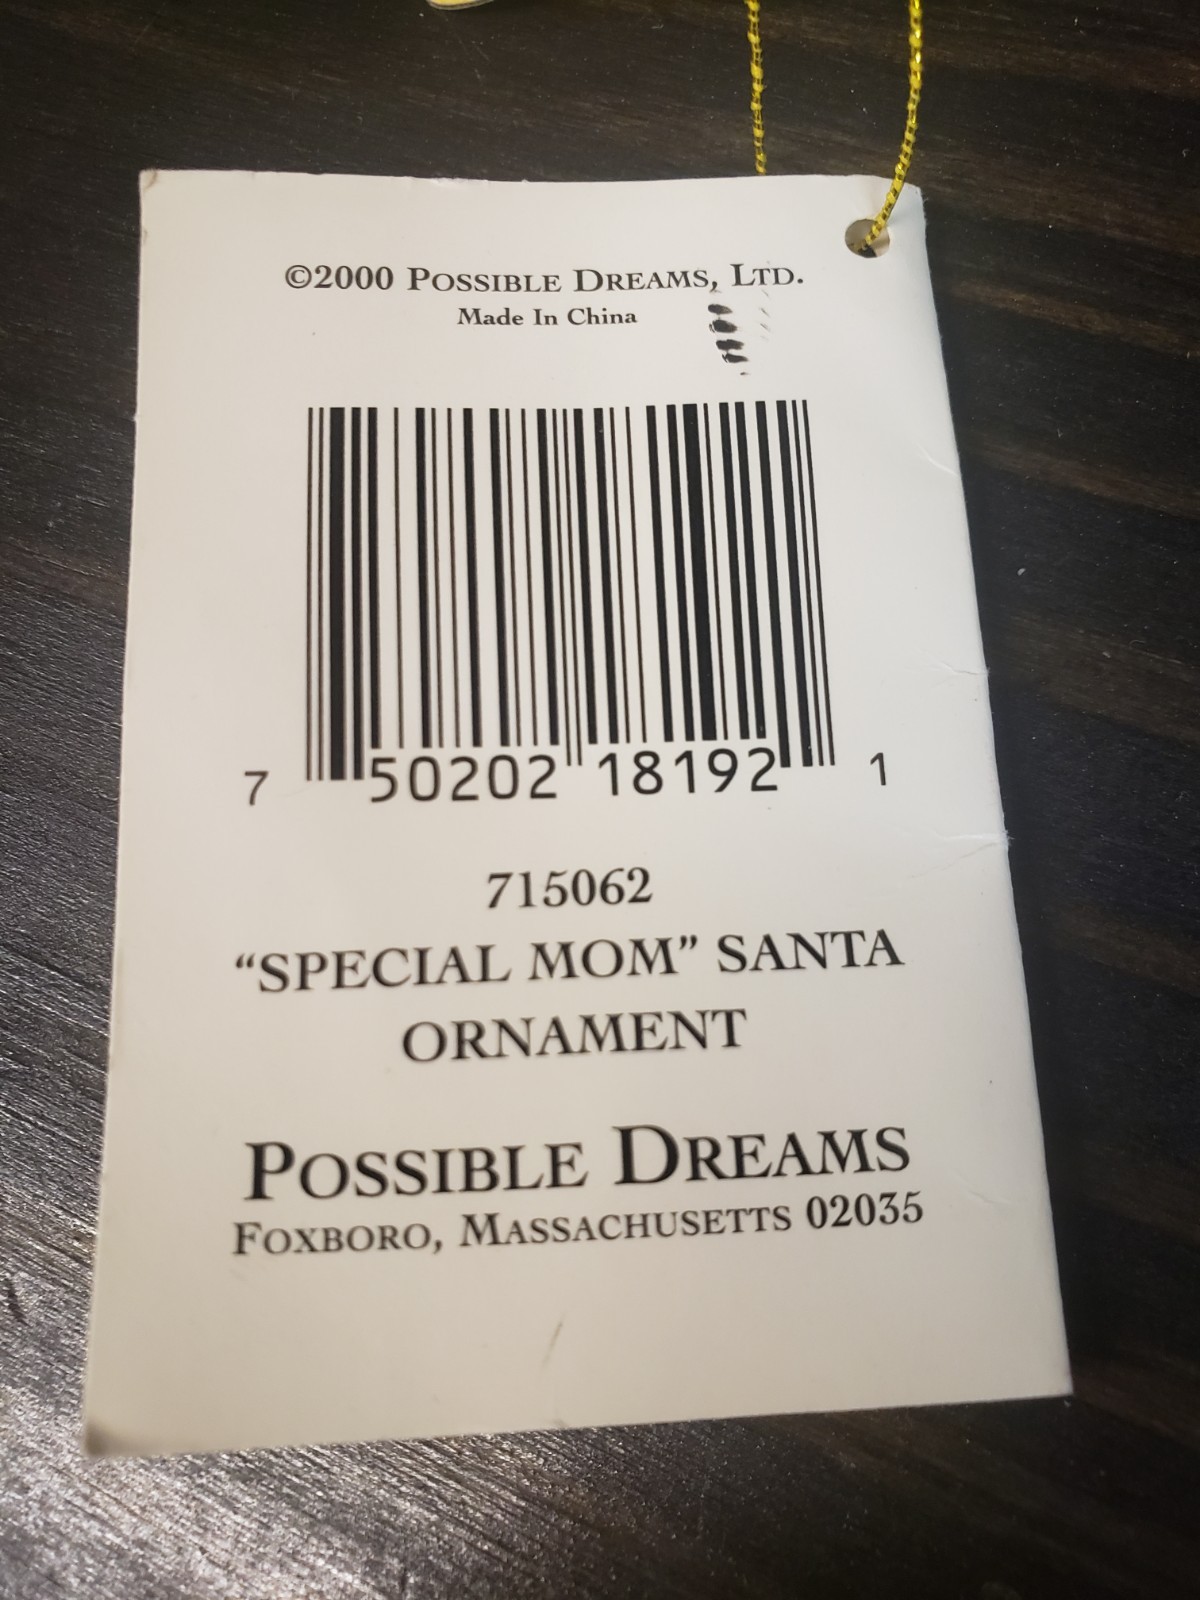 ©2000 POSSIBLE DREAMS, LTD.
Made In China
7 50202 18192 1
715062
“SPECIAL MOM” SANTA
ORNAMENT
POSSIBLE DREAMS
FOXBORO, MASSACHUSETTS 02035